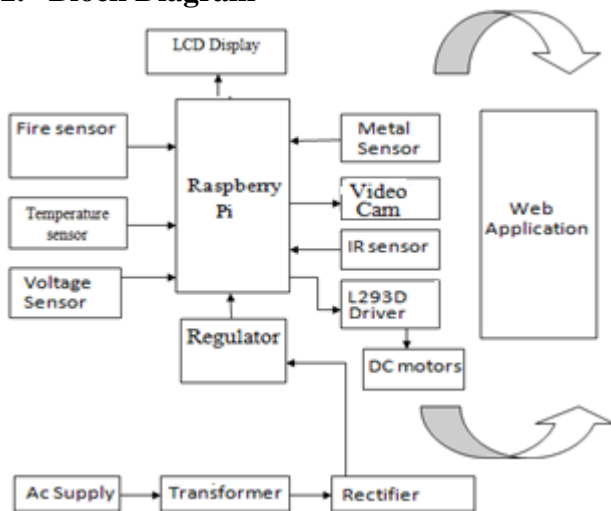 2. Block Diagram
LCD Display
Fire sensor
Metal
Sensor
Raspberry
Pi
Video
Cam
Web
Application
Temperature
sensor
IR sensor
Voltage
Sensor
L293D
Driver
Regulator
DC motors
Ac Supply
Transformer
Rectifier